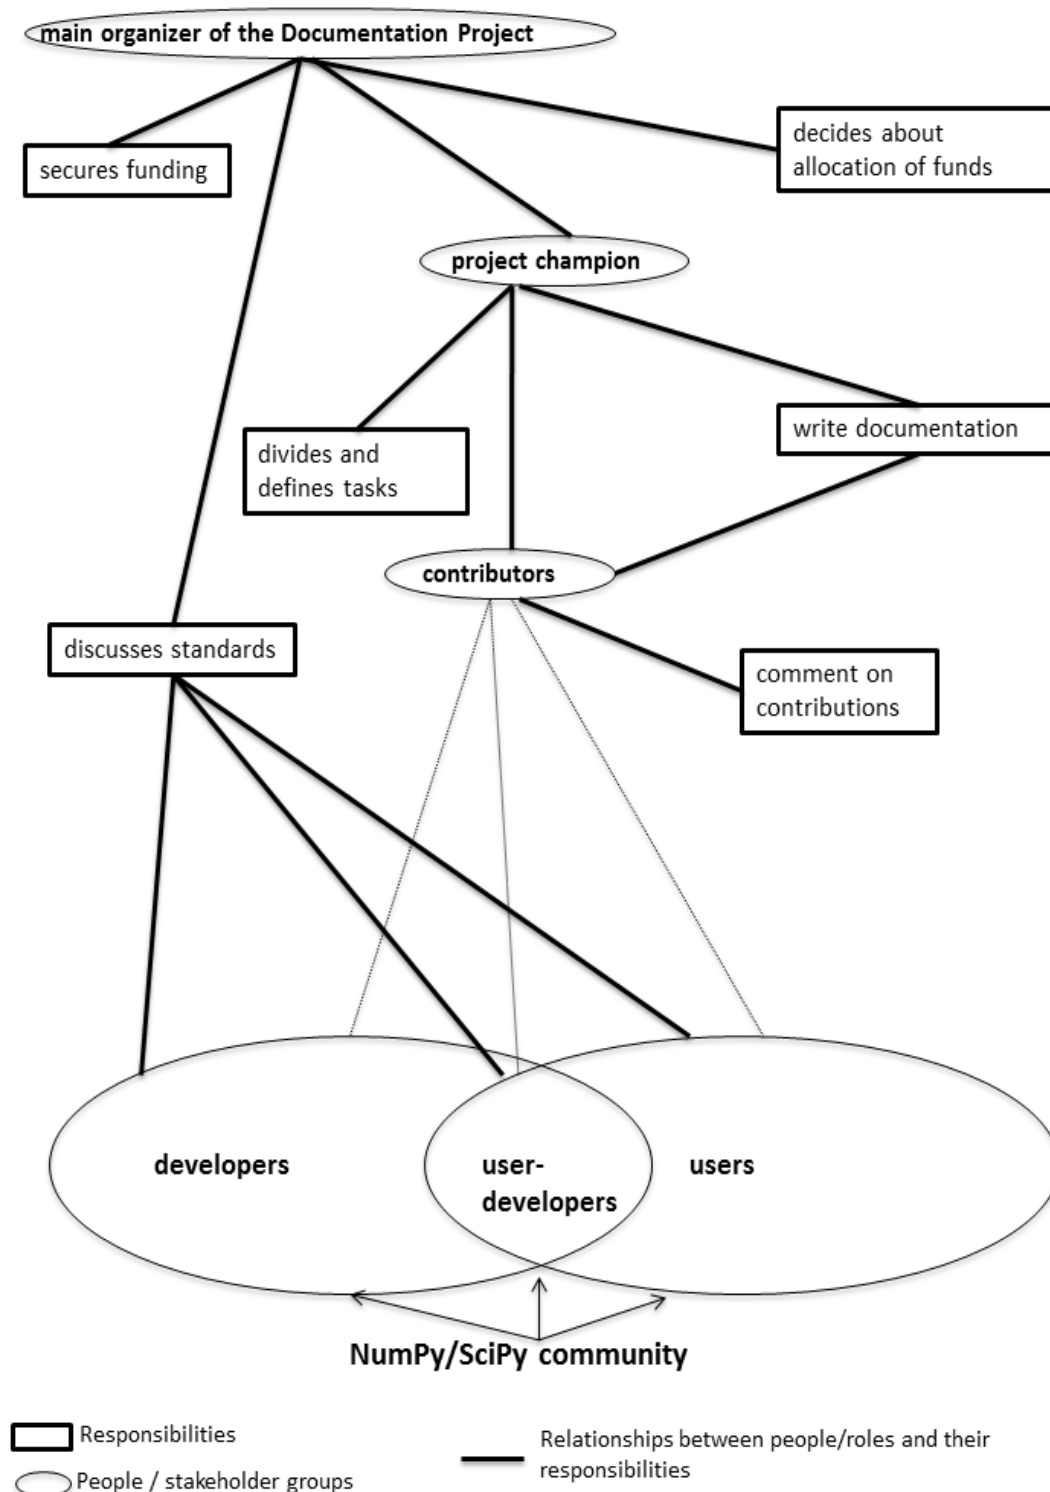 main organizer of the Documentation Project
secures funding
decides about
allocation of funds
project champion
divides and
defines tasks
write documentation
contributors
discusses standards
comment on
contributions
developers
user-
developers
users
NumPy/SciPy community
Responsibilities
People / stakeholder groups
Relationships between people/roles and their
responsibilities